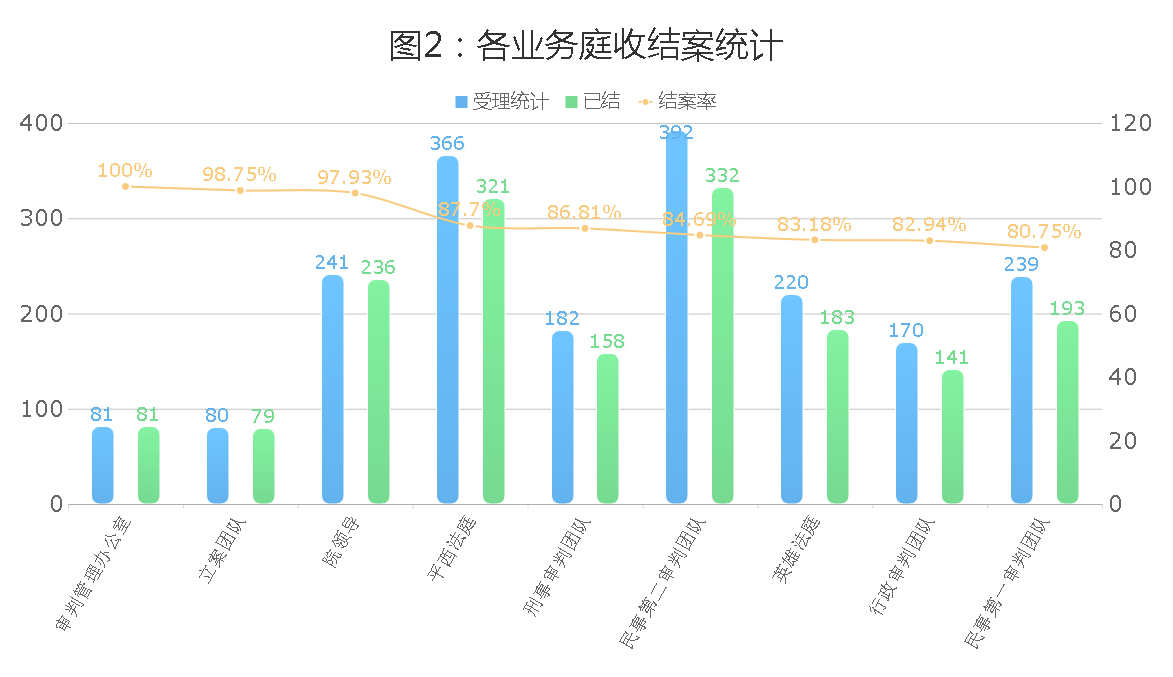 图2：各业务庭收结案统计
受理统计 已结 结案率
400 120
100% 98.75% 97.93% 87.7% 86.81% 84.69% 83.18% 82.94% 80.75%
366 392
321 332
100
300 80
241 236 239
220
200 60
182 183 193
158 170
141
40
100 81 81 80 79
20
0 0
审判管理办公室
立案团队
院领导
平西法庭
刑事审判团队
民事第二审判团队
英雄法庭
行政审判团队
民事第一审判团队